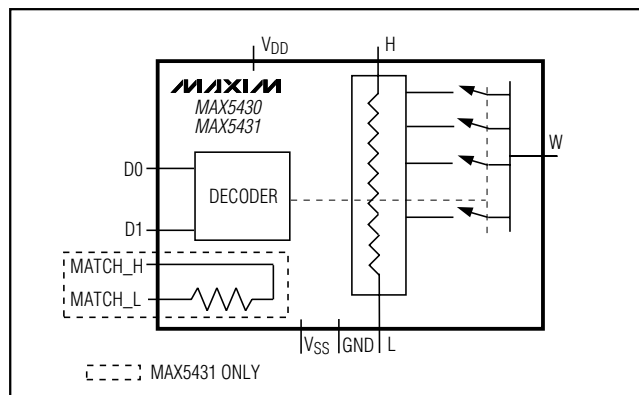 VDD
H
MAXIM
MAX5430
MAX5431
W
D0
DECODER
D1
MATCH_H
MATCH_L
VSS
GND
L
MAX5431 ONLY